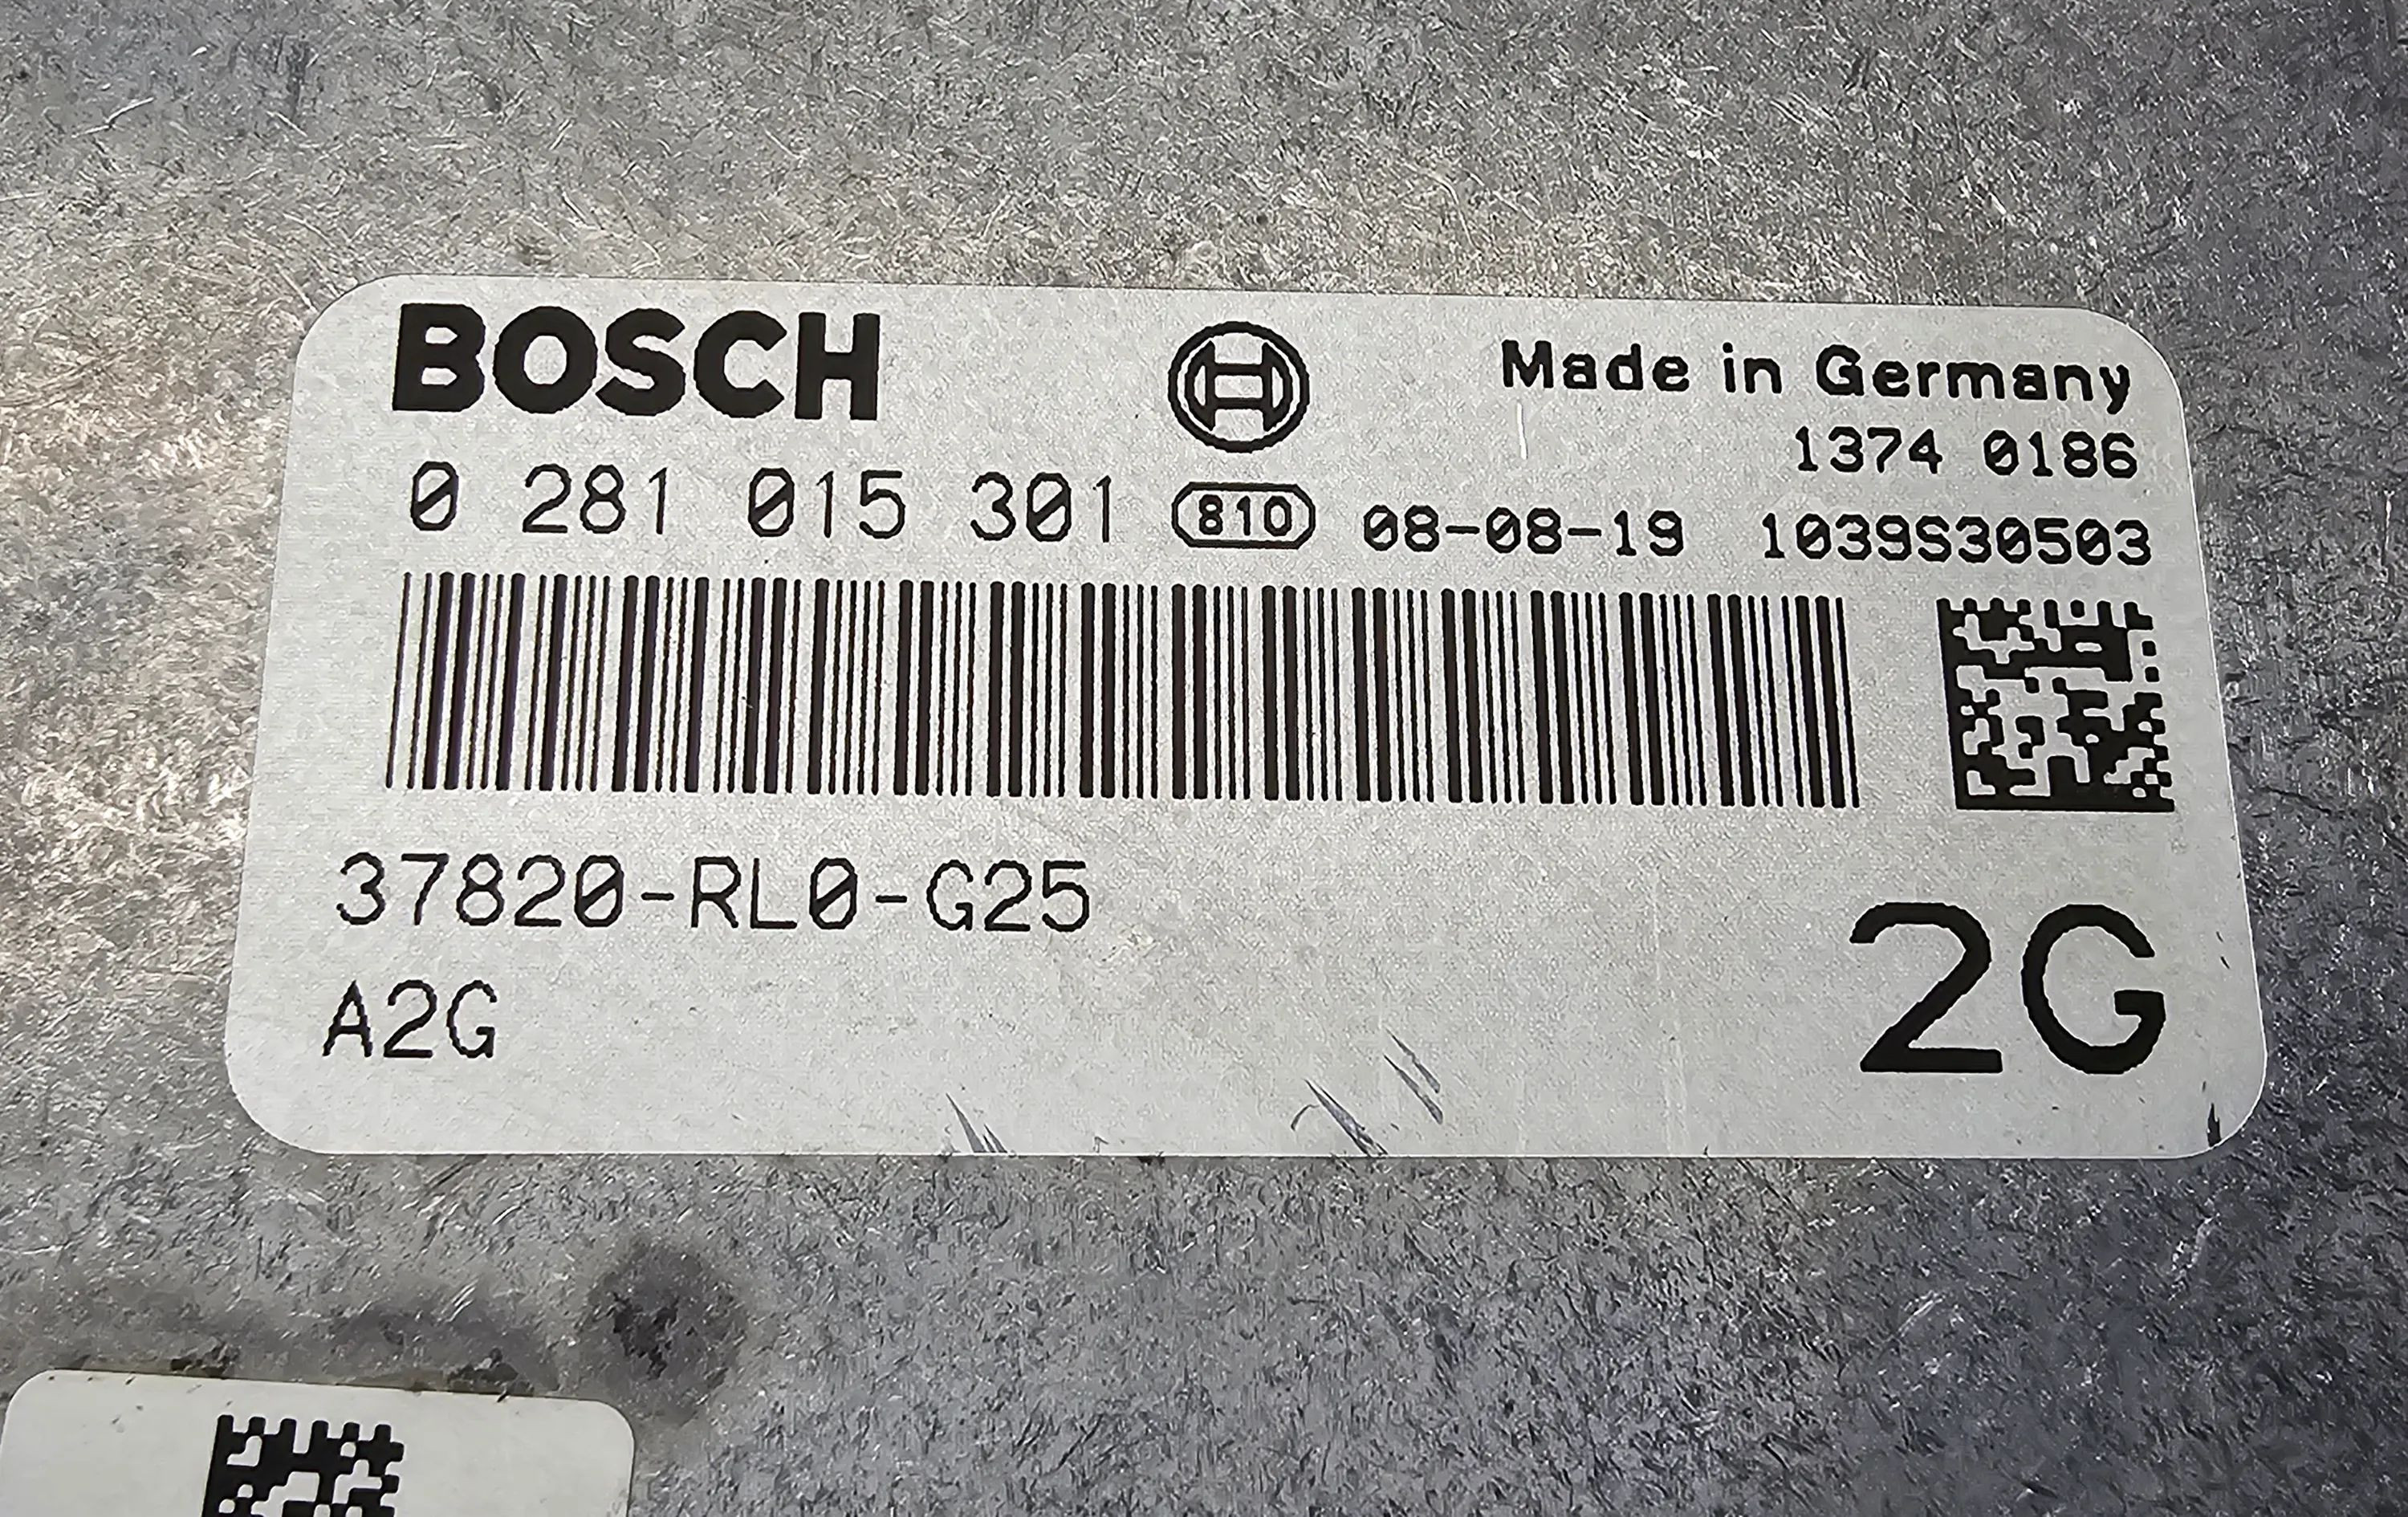 BOSCH
Made in Germany
1374 0186
0 281 015 301 810 08-08-19 1039S30503
37820-RL0-G25
A2G
2G